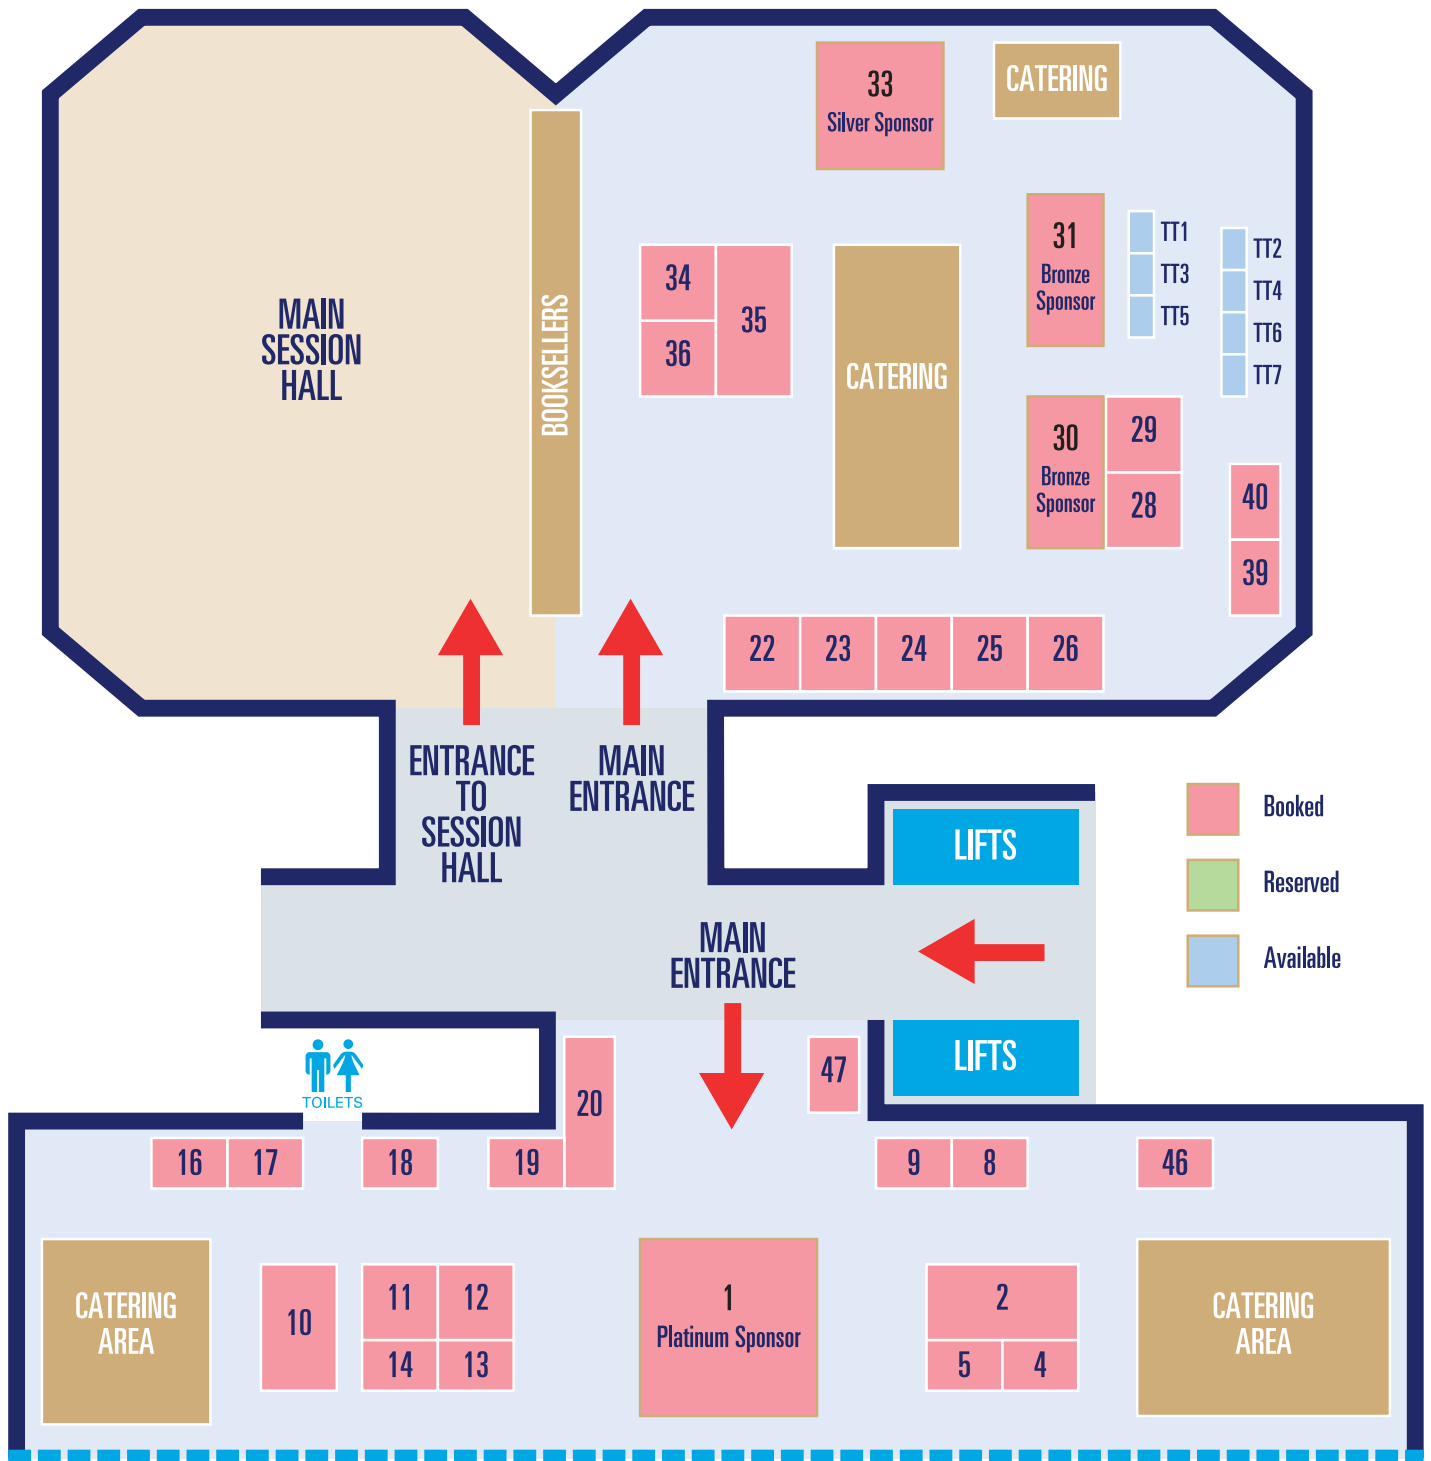 33
Silver Sponsor
CATERING
MAIN
SESSION
HALL
BOOKSELLERS
34
35
36
CATERING
31
Bronze
Sponsor
TT1
TT2
TT3
TT4
TT5
TT6
TT7
30
Bronze
Sponsor
29
28
40
39
22
23
24
25
26
ENTRANCE
TO
SESSION
HALL
MAIN
ENTRANCE
LIFTS
Booked
Reserved
Available
MAIN
ENTRANCE
LIFTS
TOILETS
20
47
16
17
18
19
9
8
46
CATERING
AREA
10
11
12
14
13
1
Platinum Sponsor
2
5
4
CATERING
AREA